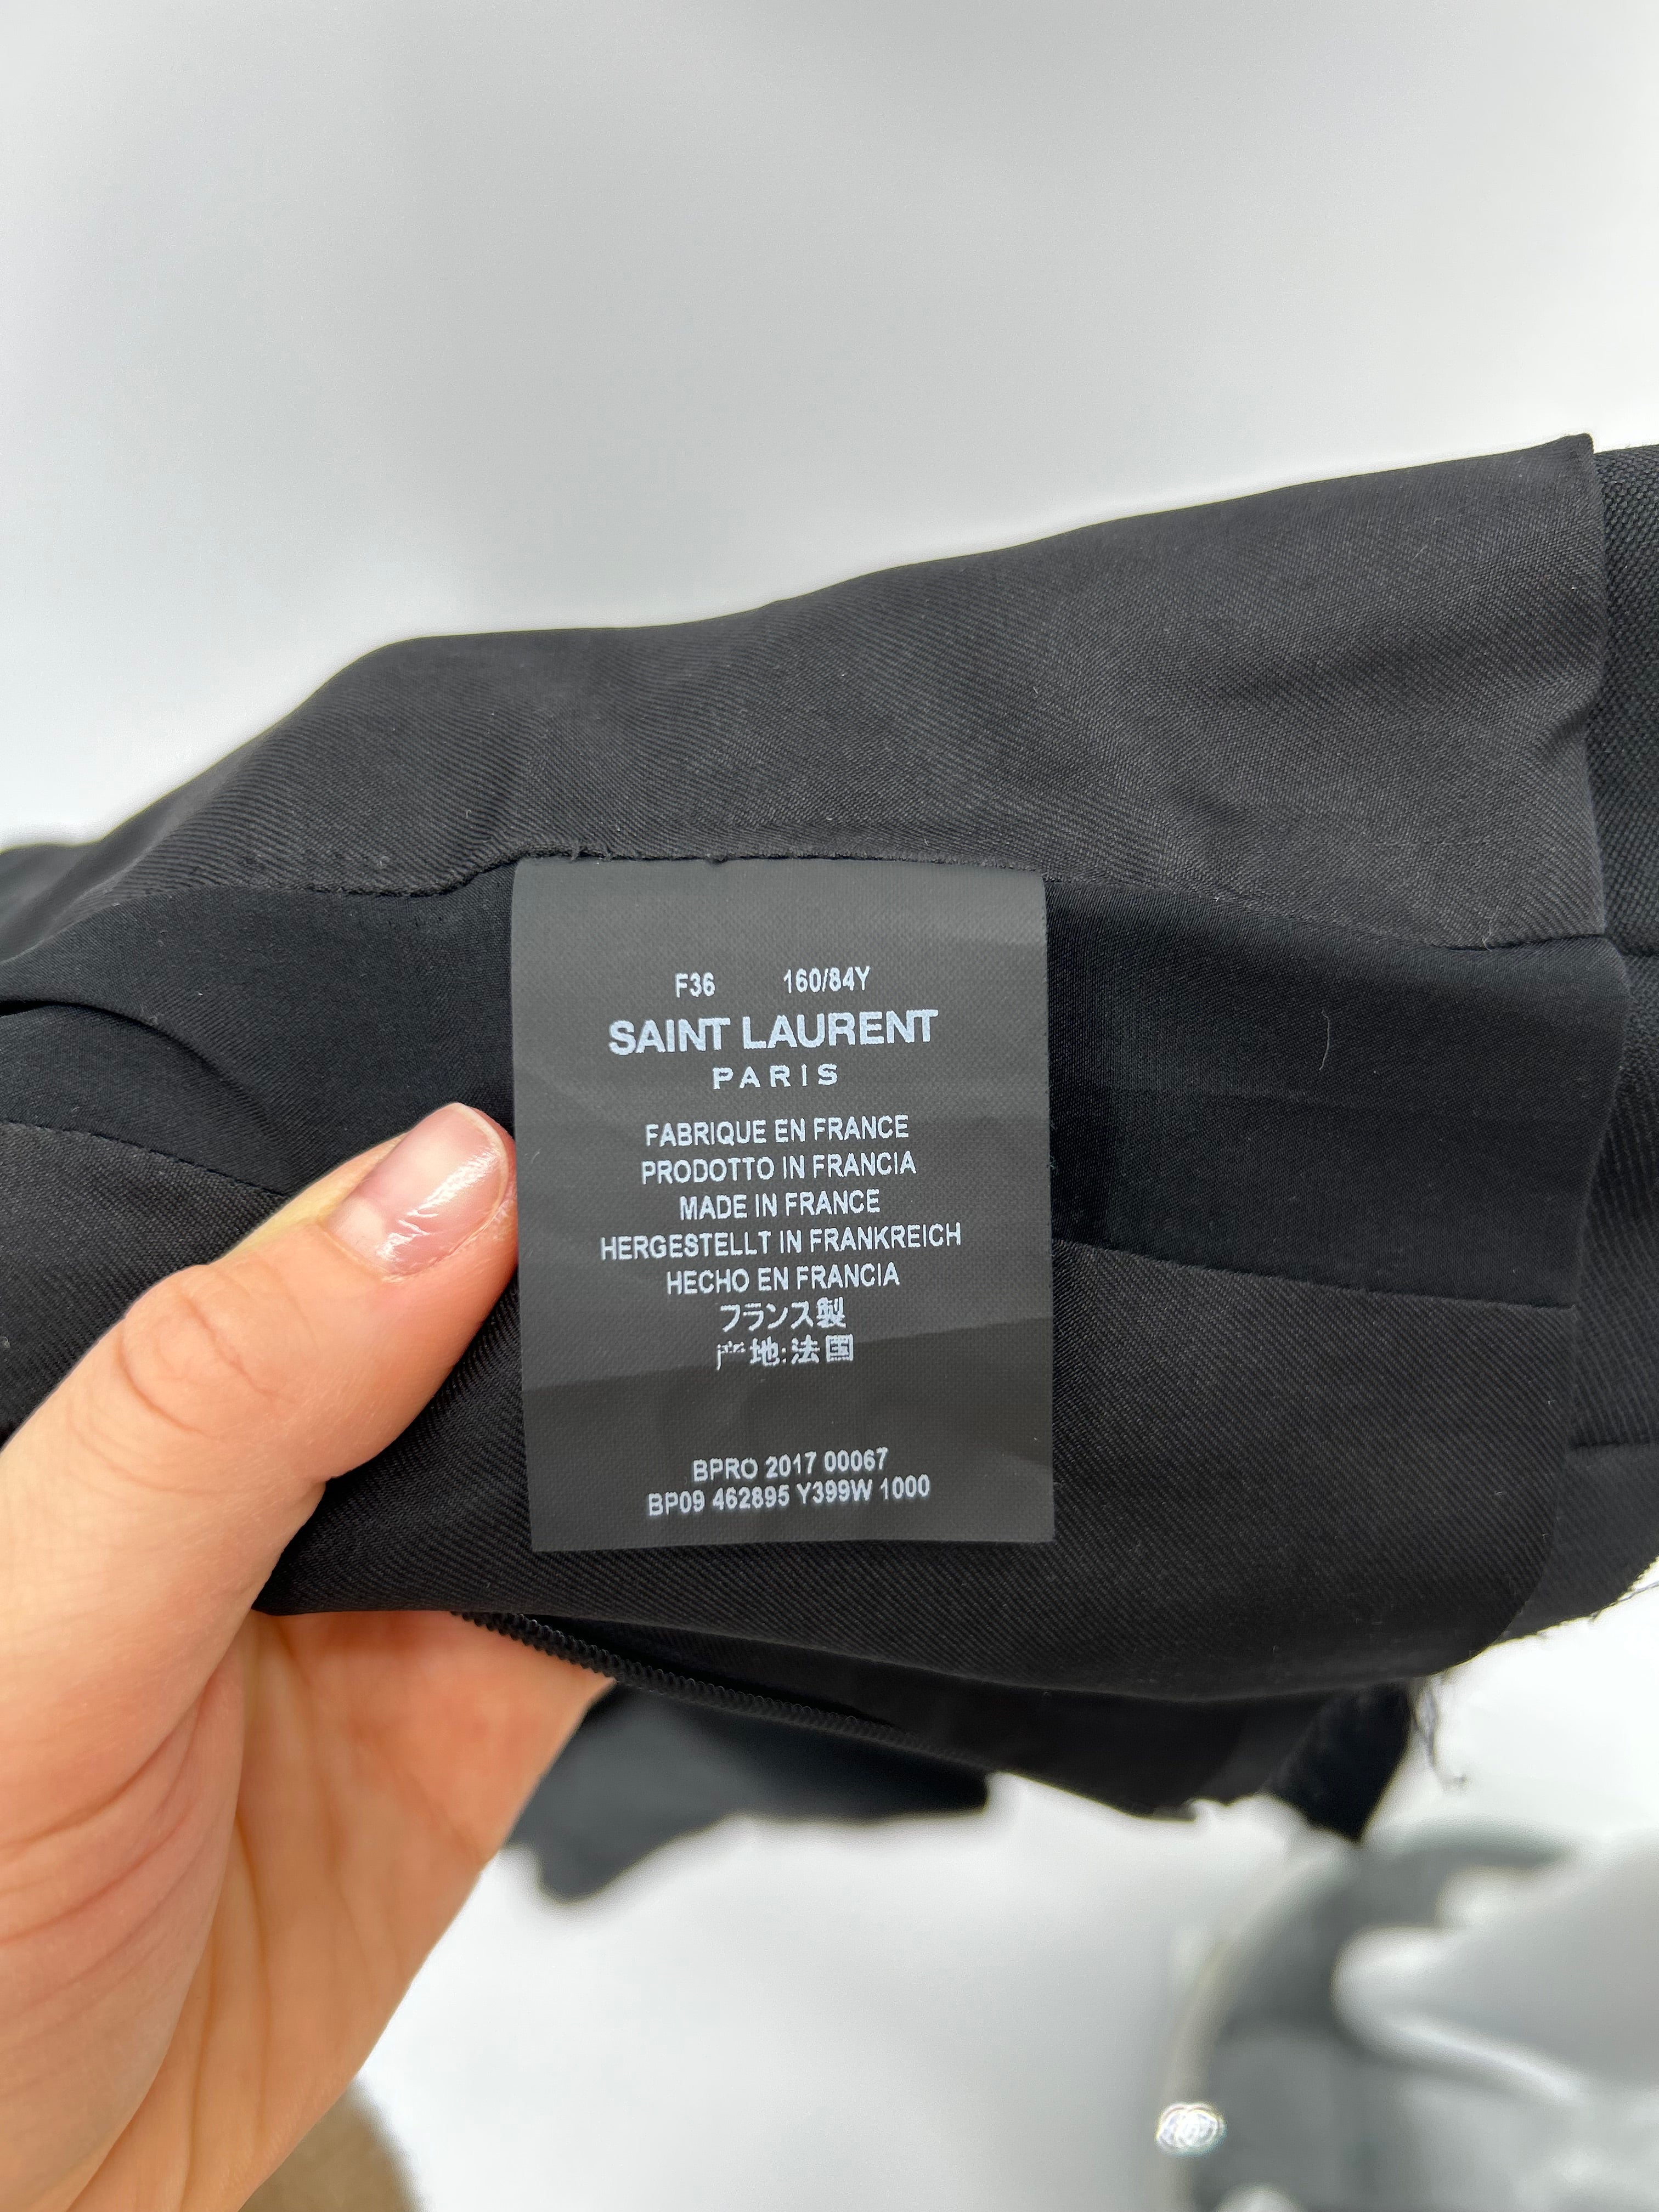 F36 160/84Y
SAINT LAURENT
PARIS
FABRIQUE EN FRANCE
PRODOTTO IN FRANCIA
MADE IN FRANCE
HERGESTELLT IN FRANKREICH
HECHO EN FRANCIA
フランス製
产地:法国
BPRO 2017 00067
BP09 462895 Y399W 1000